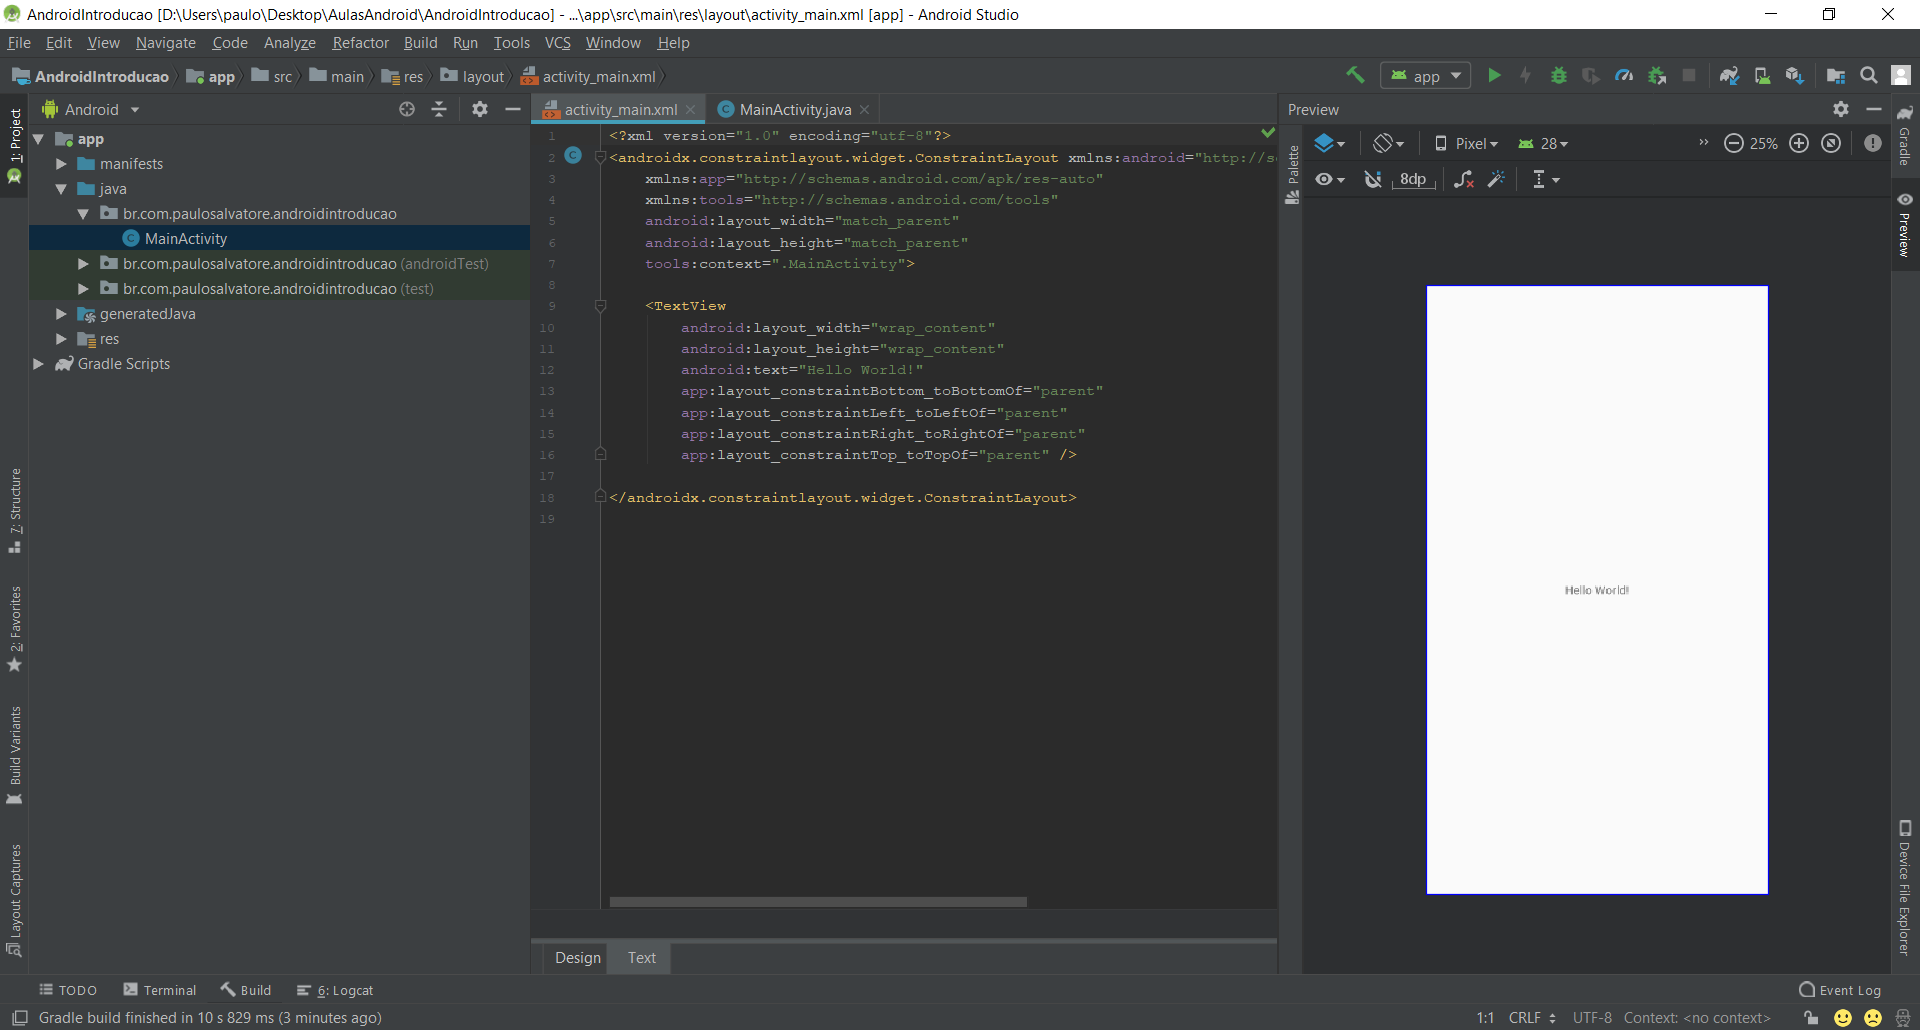 AndroidIntroducao [D:\Users\paulo\Desktop\AulasAndroid\AndroidIntroducao] - ...\app\src\main\res\layout\activity_main.xml [app] - Android Studio
File Edit View Navigate Code Analyze Refactor Build Run Tools VCS Window Help
AndroidIntroducao app src main res layout activity_main.xml
app
Android
activity_main.xml
MainActivity.java
Preview
1: Project
7: Structure
2: Favorites
Build Variants
Layout Captures
app
manifests
java
br.com.paulosalvatore.androidintroducao
MainActivity
br.com.paulosalvatore.androidintroducao (androidTest)
br.com.paulosalvatore.androidintroducao (test)
generatedJava
res
Gradle Scripts
1 <?xml version="1.0" encoding="utf-8"?>
2 <androidx.constraintlayout.widget.ConstraintLayout xmlns:android="http://s
3 xmlns:app="http://schemas.android.com/apk/res-auto"
4 xmlns:tools="http://schemas.android.com/tools"
5 android:layout_width="match_parent"
6 android:layout_height="match_parent"
7 tools:context=".MainActivity">
8
9 <TextView
10 android:layout_width="wrap_content"
11 android:layout_height="wrap_content"
12 android:text="Hello World!"
13 app:layout_constraintBottom_toBottomOf="parent"
14 app:layout_constraintLeft_toLeftOf="parent"
15 app:layout_constraintRight_toRightOf="parent"
16 app:layout_constraintTop_toTopOf="parent" />
17
18 </androidx.constraintlayout.widget.ConstraintLayout>
19
Design Text
Palette
Pixel 28 » 25%
8dp
Hello World!
Gradle
Preview
Device File Explorer
TODO Terminal Build 6: Logcat Event Log
Gradle build finished in 10 s 829 ms (3 minutes ago) 1:1 CRLF UTF-8 Context: <no context>